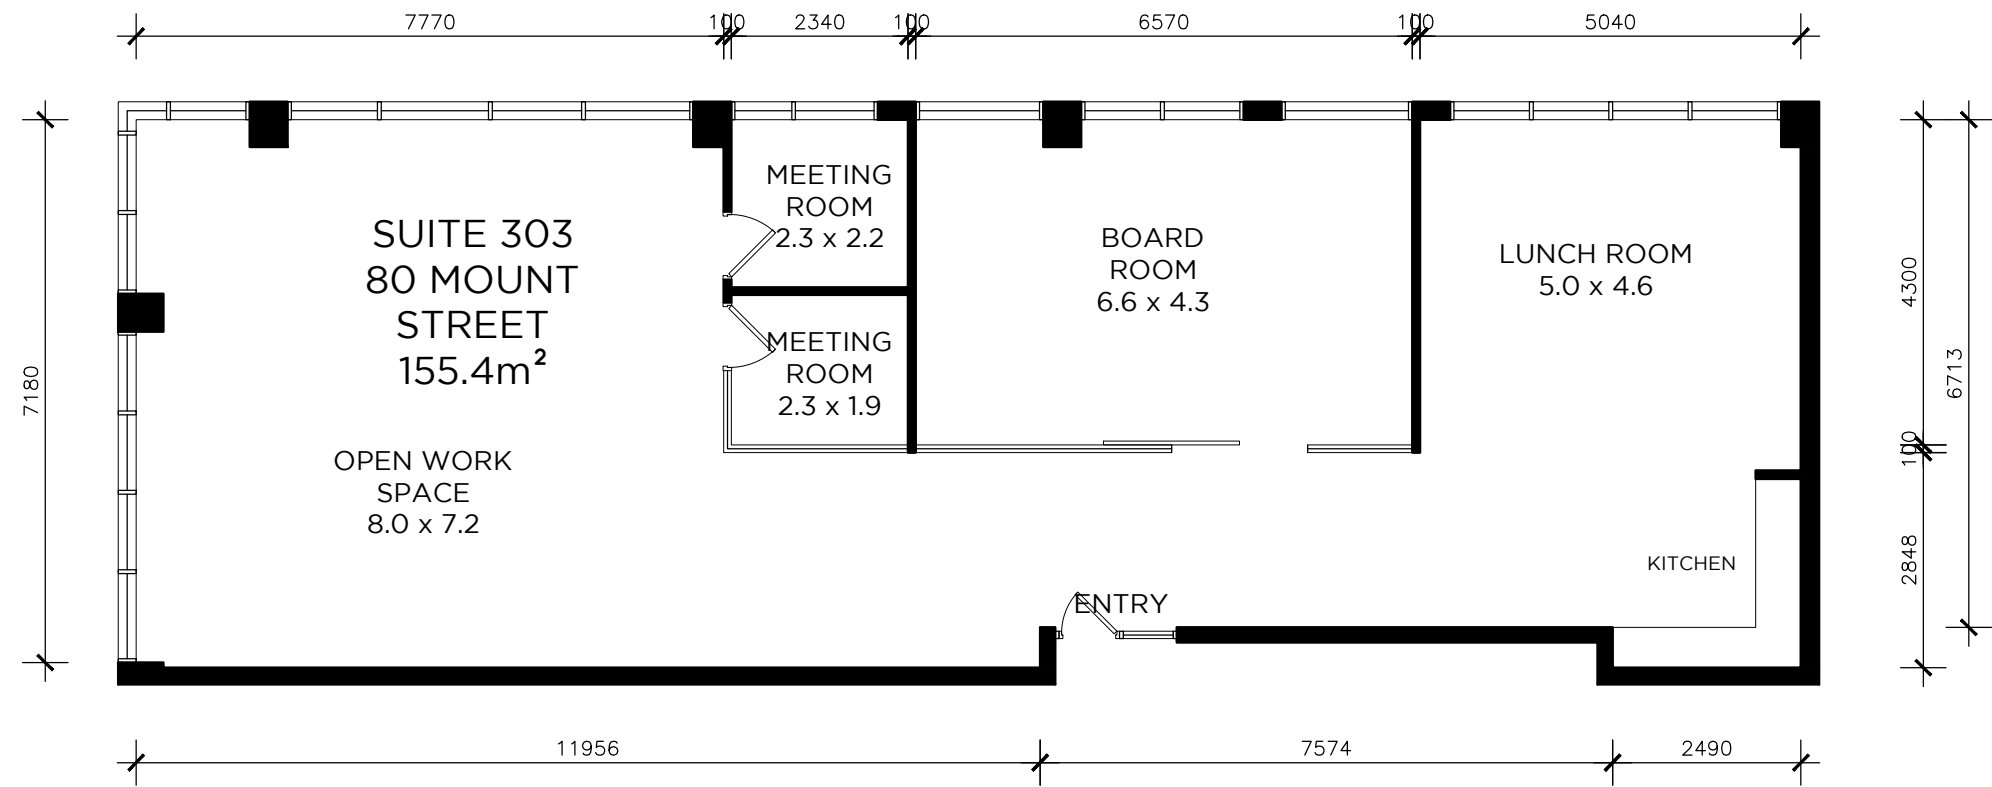 7770
100
2340
100
6570
100
5040
MEETING
ROOM
2.3 x 2.2
SUITE 303
80 MOUNT
STREET
155.4m²
BOARD
ROOM
6.6 x 4.3
LUNCH ROOM
5.0 x 4.6
4300
MEETING
ROOM
2.3 x 1.9
7180
6713
OPEN WORK
SPACE
8.0 x 7.2
100
KITCHEN
2848
ENTRY
11956
7574
2490